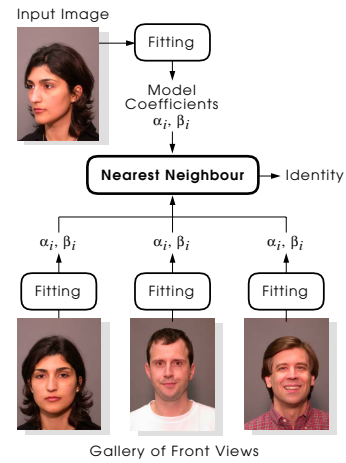 Input Image
Fitting
Model
Coefficients
αi, βi
Nearest Neighbour
Identity
αi, βi
αi, βi
αi, βi
Fitting
Fitting
Fitting
Gallery of Front Views